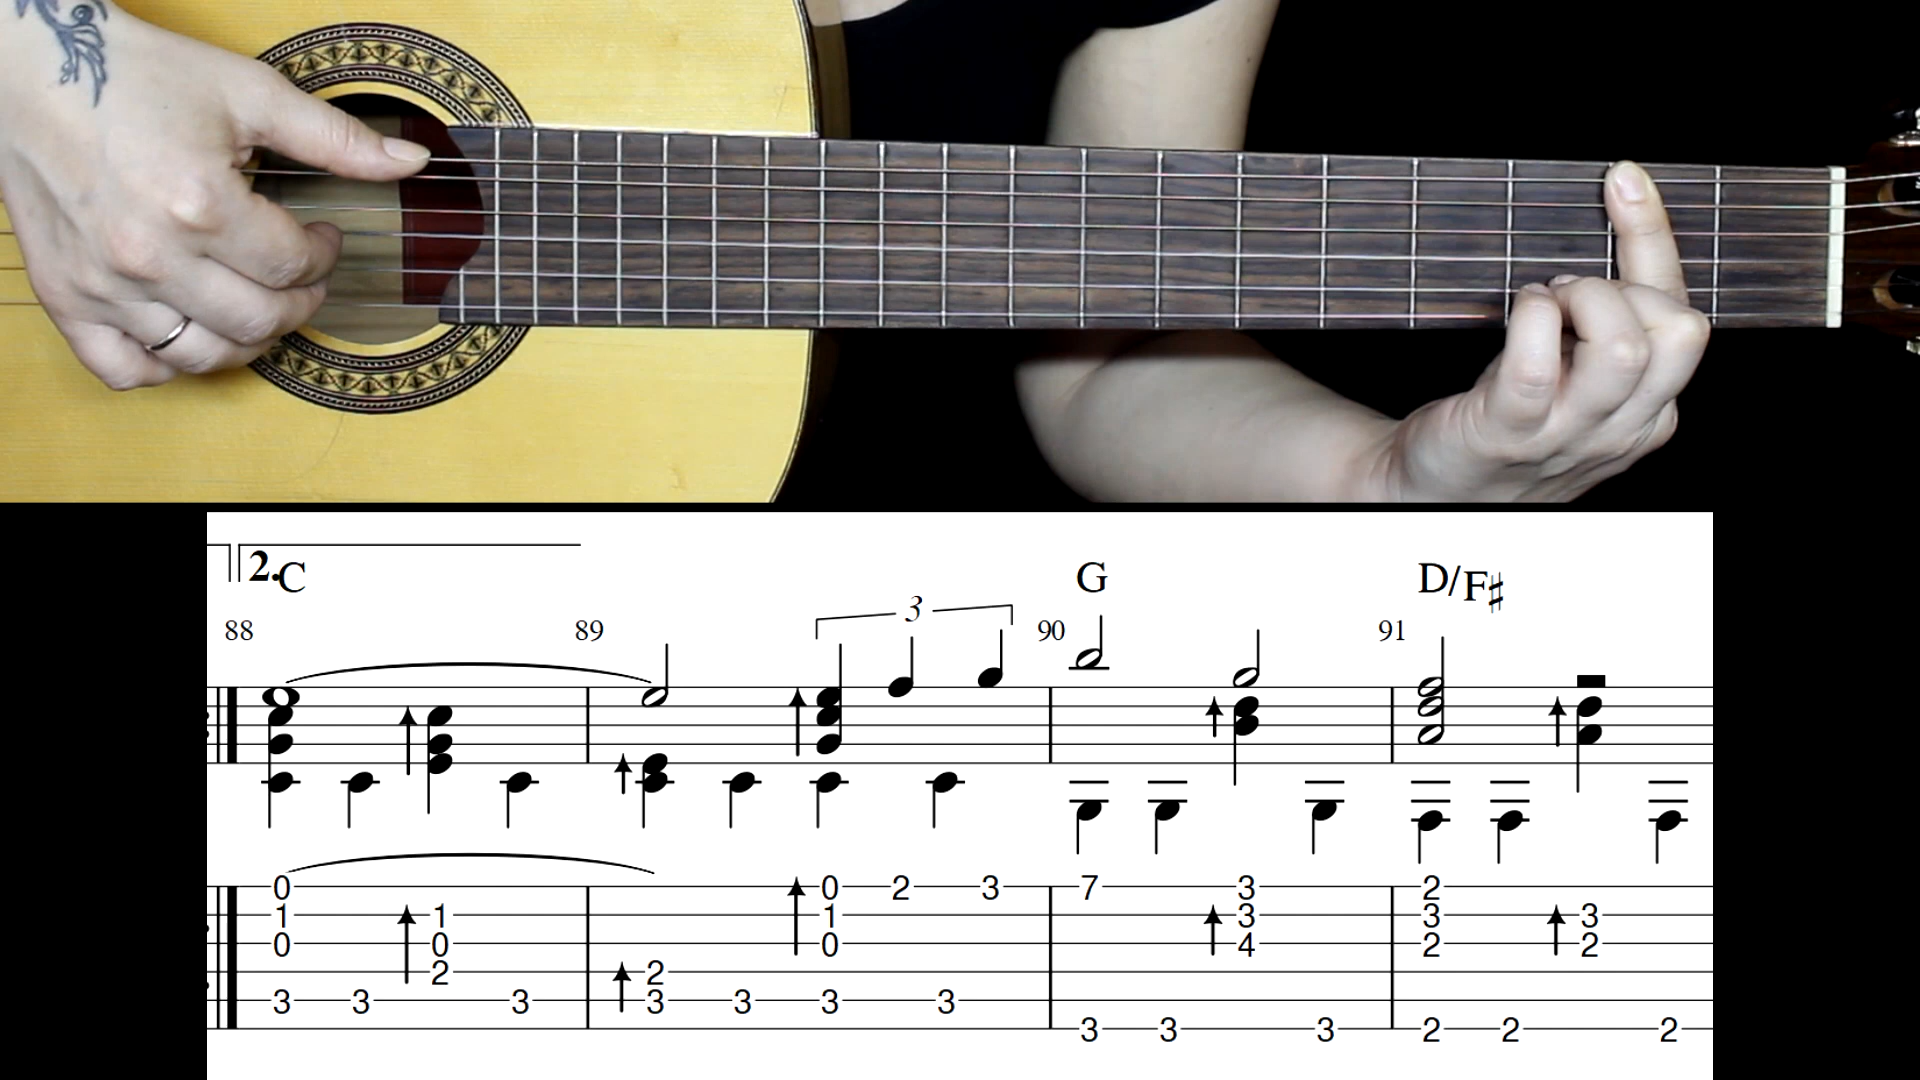 2. C G D/F♯
3
88 89 90 91
0 0 2 3 7 3 2
1 1 1 3 3 3
0 0 0 4 2 2
2 2
3 3 3 3 3 3 3
3 3 3 2 2 2